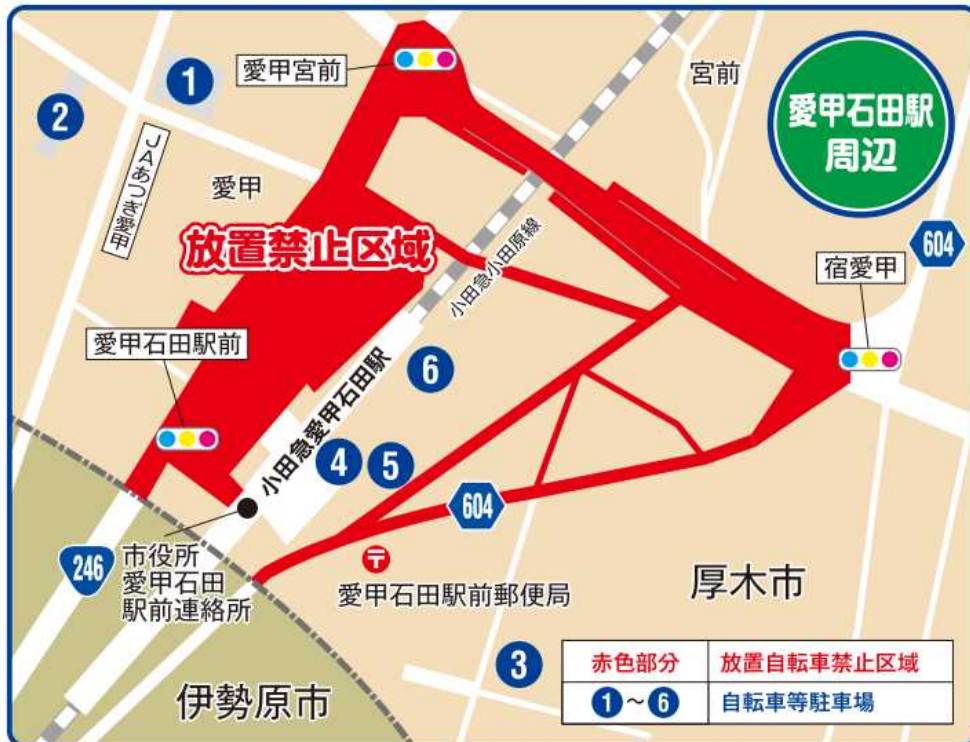 愛甲宮前
宮前
愛甲石田駅
周辺
1
2
JAあつぎ愛甲
愛甲
放置禁止区域
小田急小田原線
604
宿愛甲
愛甲石田駅前
6
小田急愛甲石田駅
4
5
604
246
市役所
愛甲石田
駅前連絡所
〒
愛甲石田駅前郵便局
厚木市
伊勢原市
3
赤色部分 放置自転車禁止区域
1～6 自転車等駐車場